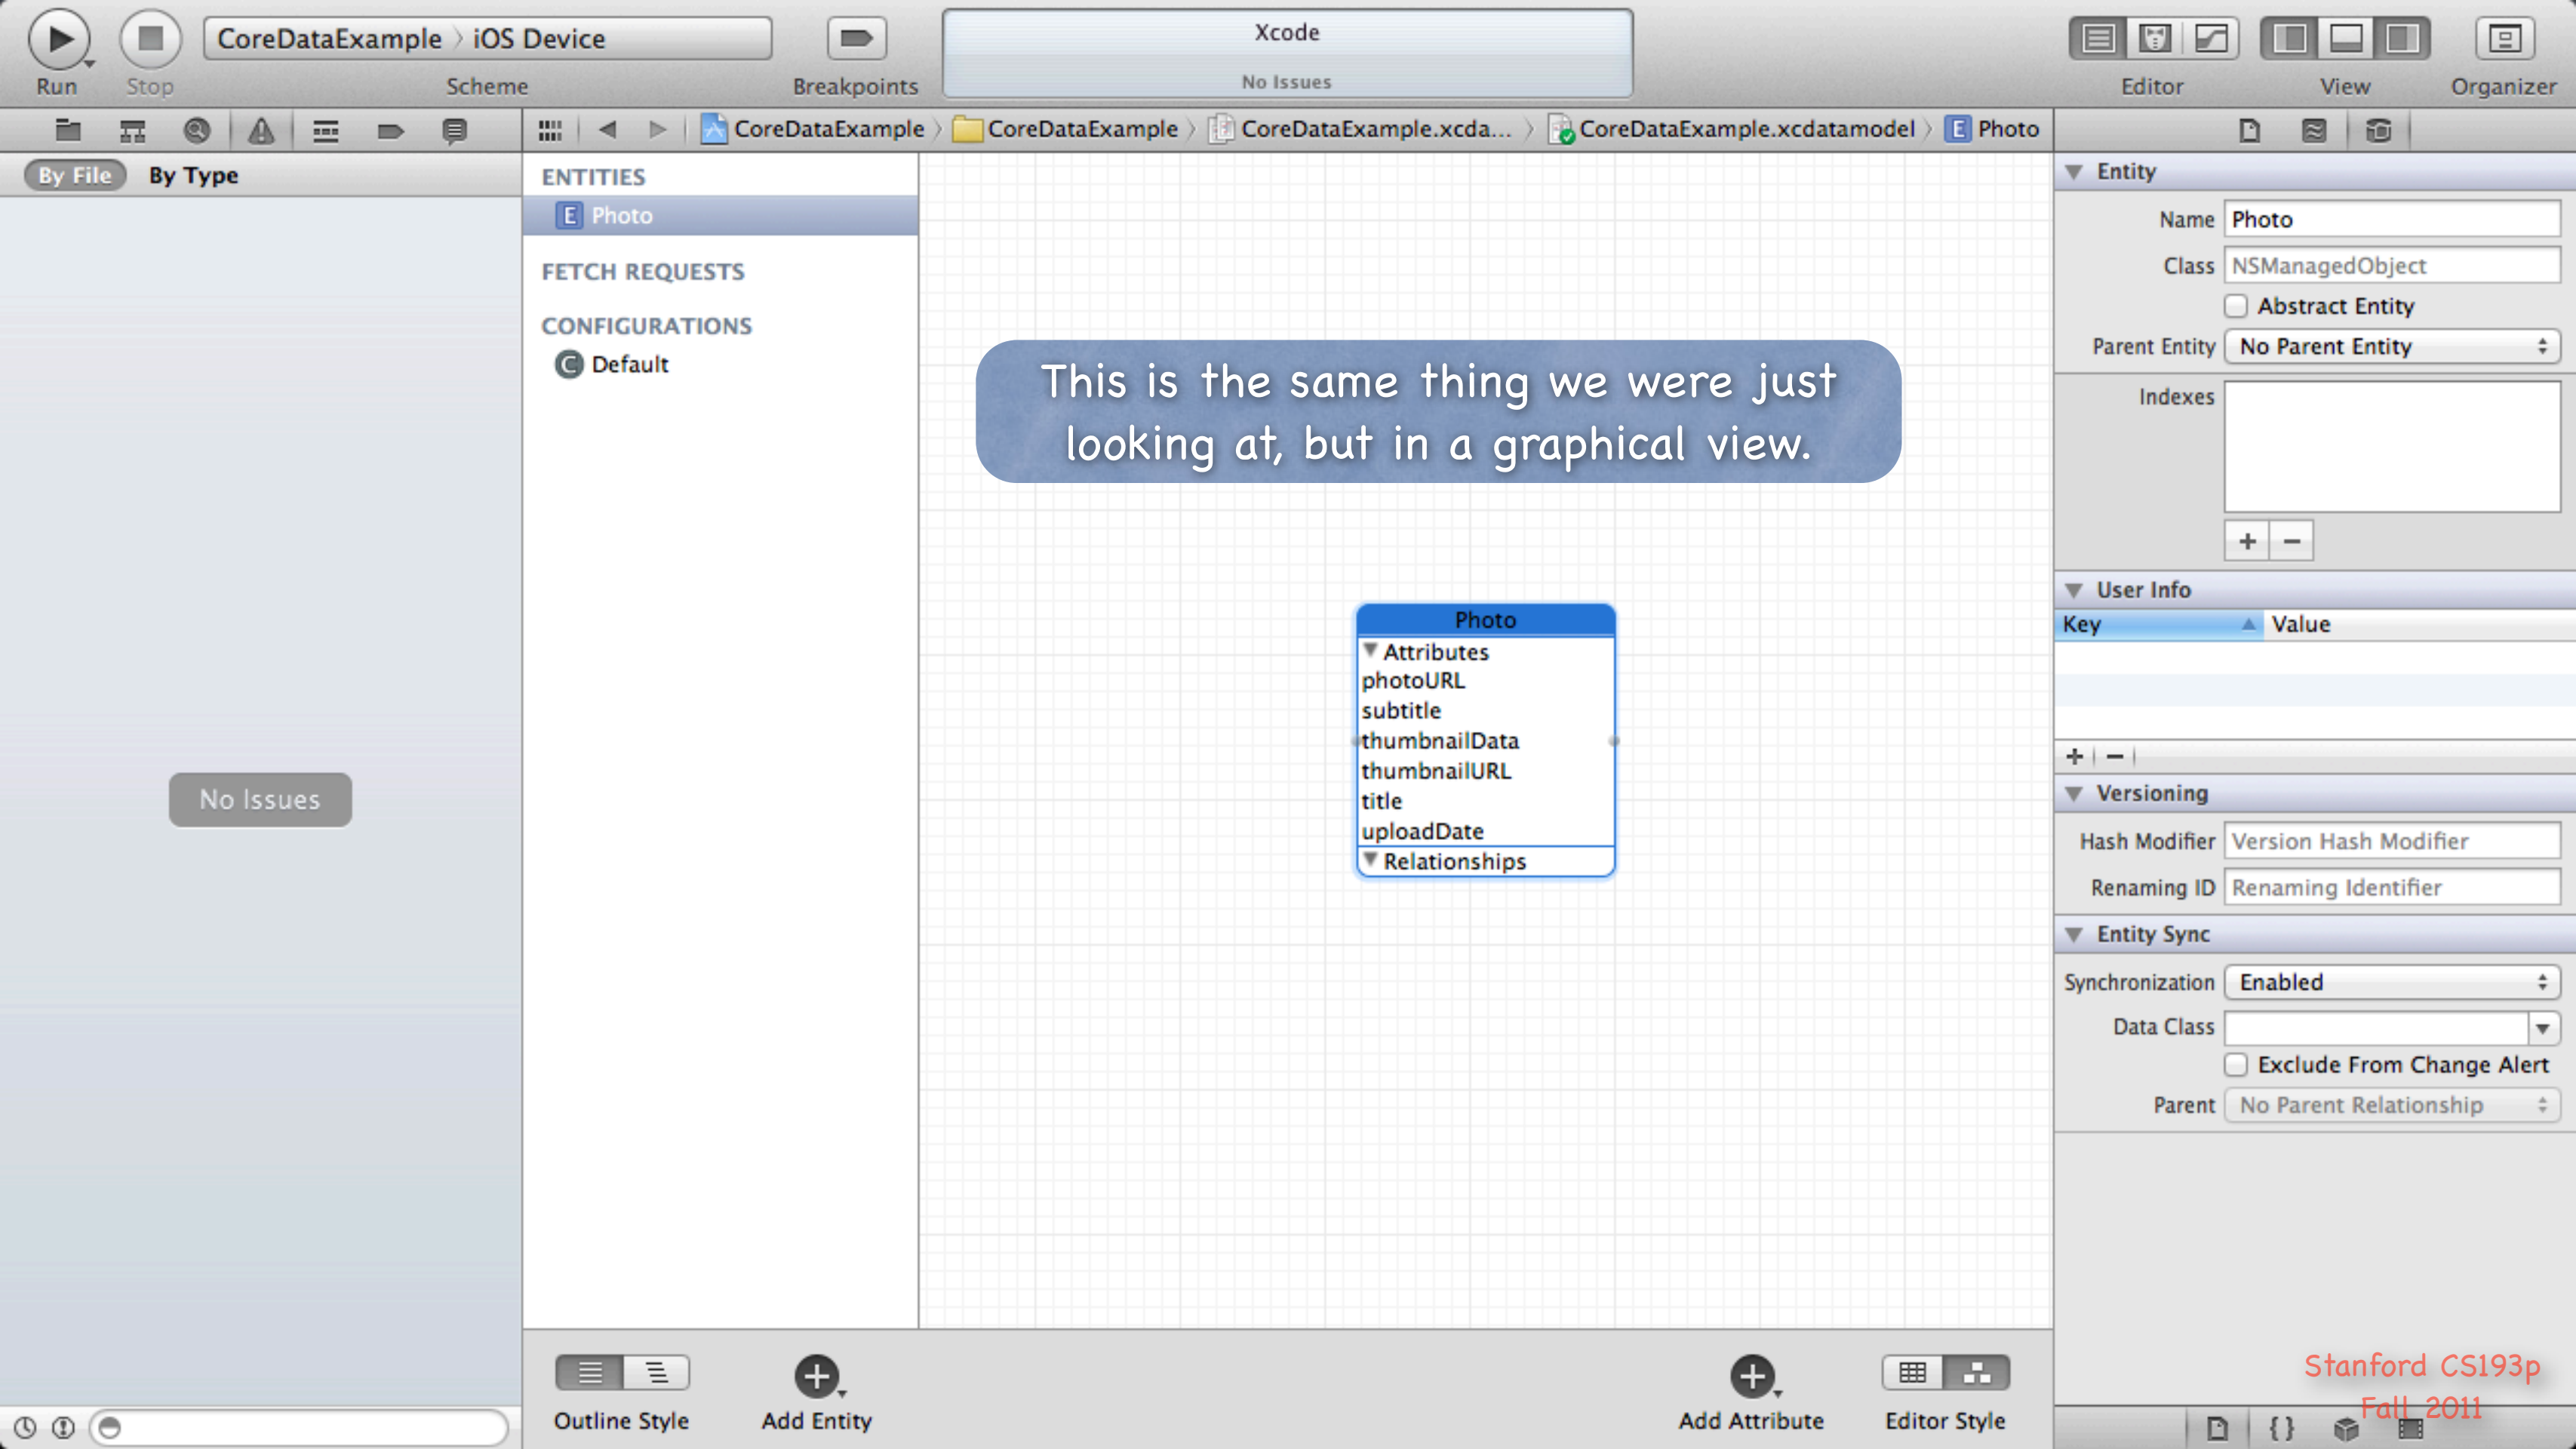 CoreDataExample › iOS Device
Xcode
No Issues
Run
Stop
Scheme
Breakpoints
Editor
View
Organizer
CoreDataExample
CoreDataExample
CoreDataExample.xcda...
CoreDataExample.xcdatamodel
E Photo
By File
By Type
No Issues
ENTITIES
E Photo
FETCH REQUESTS
CONFIGURATIONS
C Default
This is the same thing we were just
looking at, but in a graphical view.
Photo
Attributes
photoURL
subtitle
thumbnailData
thumbnailURL
title
uploadDate
Relationships
Outline Style
Add Entity
Add Attribute
Editor Style
Entity
Name Photo
Class NSManagedObject
Abstract Entity
Parent Entity No Parent Entity
Indexes
User Info
Key Value
Versioning
Hash Modifier Version Hash Modifier
Renaming ID Renaming Identifier
Entity Sync
Synchronization Enabled
Data Class
Exclude From Change Alert
Parent No Parent Relationship
Stanford CS193p
Fall 2011
{ }